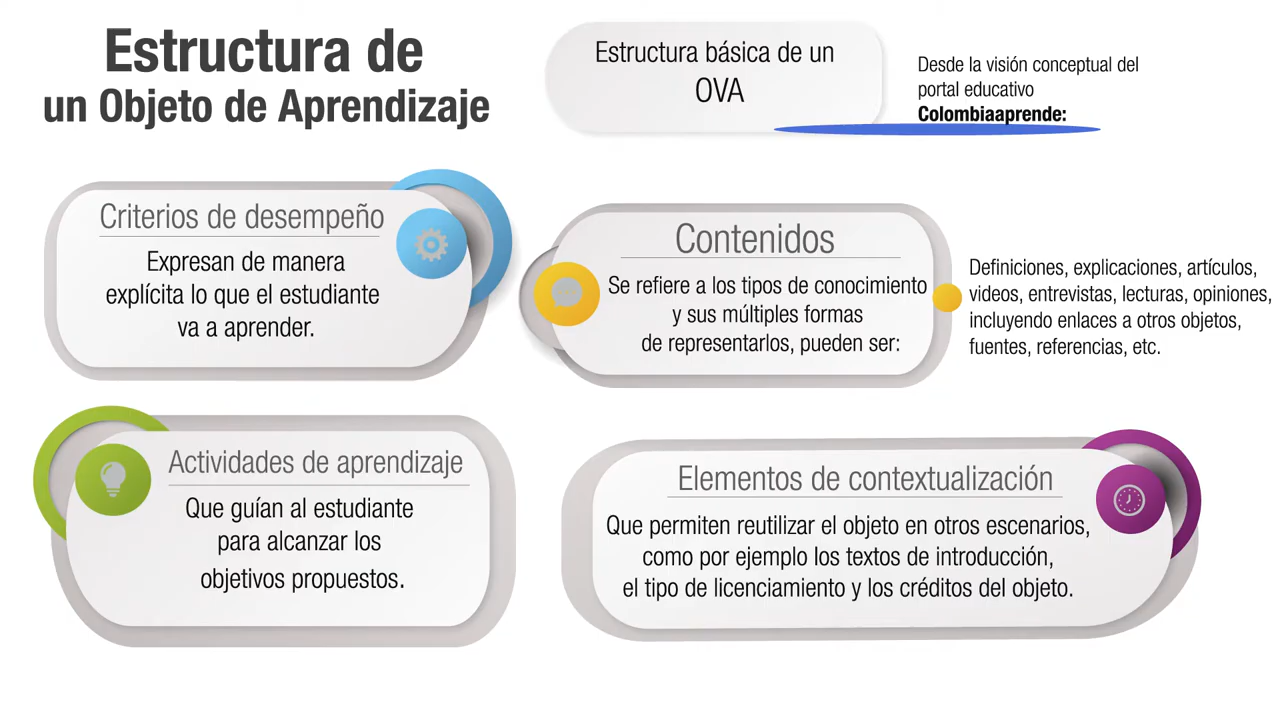 Estructura de
un Objeto de Aprendizaje
Estructura básica de un
OVA
Desde la visión conceptual del
portal educativo
Colombiaaprende:
Criterios de desempeño
Expresan de manera
explícita lo que el estudiante
va a aprender.
Contenidos
Se refiere a los tipos de conocimiento
y sus múltiples formas
de representarlos, pueden ser:
Definiciones, explicaciones, artículos,
videos, entrevistas, lecturas, opiniones,
incluyendo enlaces a otros objetos,
fuentes, referencias, etc.
Actividades de aprendizaje
Que guían al estudiante
para alcanzar los
objetivos propuestos.
Elementos de contextualización
Que permiten reutilizar el objeto en otros escenarios,
como por ejemplo los textos de introducción,
el tipo de licenciamiento y los créditos del objeto.